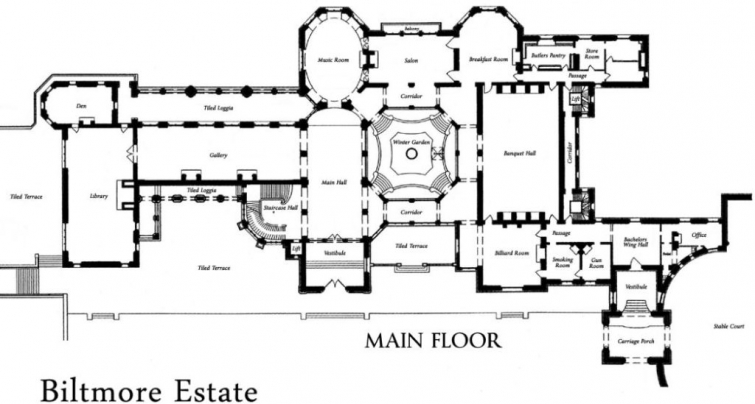 Balcony
Music Room
Salon
Breakfast Room
Butlers Pantry
Store
Room
Passage
Den
Tiled Loggia
Corridor
Loft
Winter Garden
Gallery
Main Hall
Banquet Hall
Corridor
Tiled Terrace
Library
Tiled Loggia
Staircase Hall
Corridor
Passage
Loft
Vestibule
Tiled Terrace
Billiard Room
Smoking
Room
Gun
Room
Bachelors
Wing Hall
Office
Tiled Terrace
Vestibule
Stable Court
Carriage Porch
MAIN FLOOR
Biltmore Estate